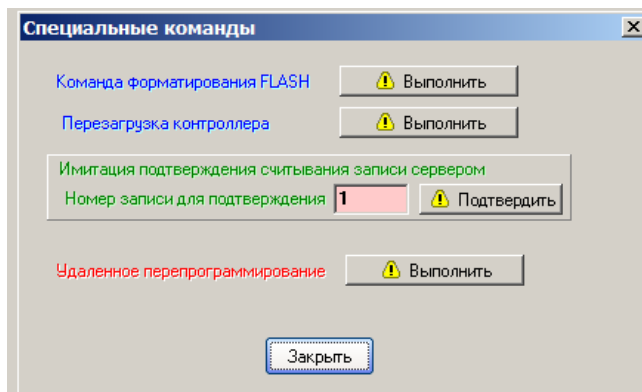 Специальные команды
Команда форматирования FLASH Выполнить
Перезагрузка контроллера Выполнить
Имитация подтверждения считывания записи сервером
Номер записи для подтверждения 1 Подтвердить
Удаленное перепрограммирование Выполнить
Закрыть